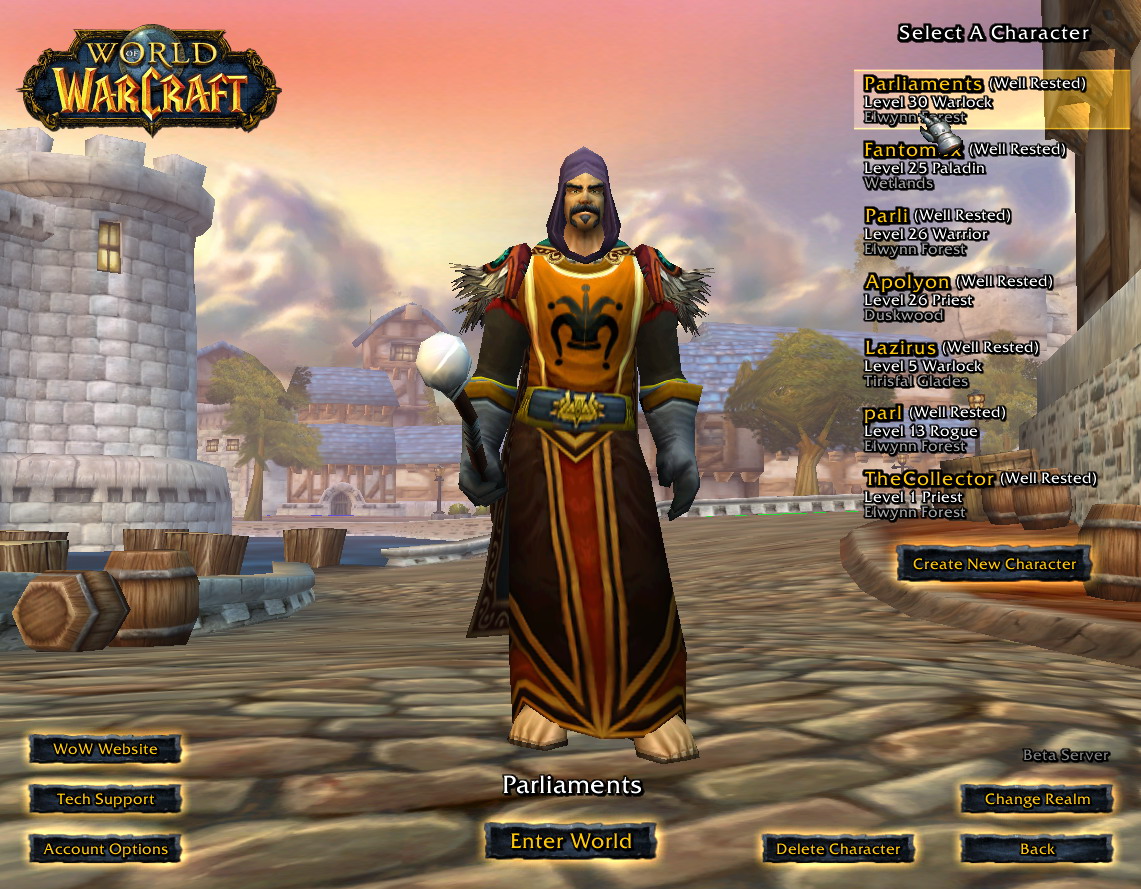 WORLD
OF
WARCRAFT
Select A Character
Parliaments (Well Rested)
Level 30 Warlock
Elwynn Forest
(Well Rested)
Level 25 Paladin
Wetlands
Parli (Well Rested)
Level 26 Warrior
Elwynn Forest
Apolyon (Well Rested)
Level 26 Priest
Duskwood
Lazirus (Well Rested)
Level 5 Warlock
Tirisfal Glades
parl (Well Rested)
Level 13 Rogue
Elwynn Forest
TheCollector (Well Rested)
Level 1 Priest
Elwynn Forest
Create New Character
WoW Website
Tech Support
Account Options
Parliaments
Enter World
Beta Server
Change Realm
Delete Character
Back